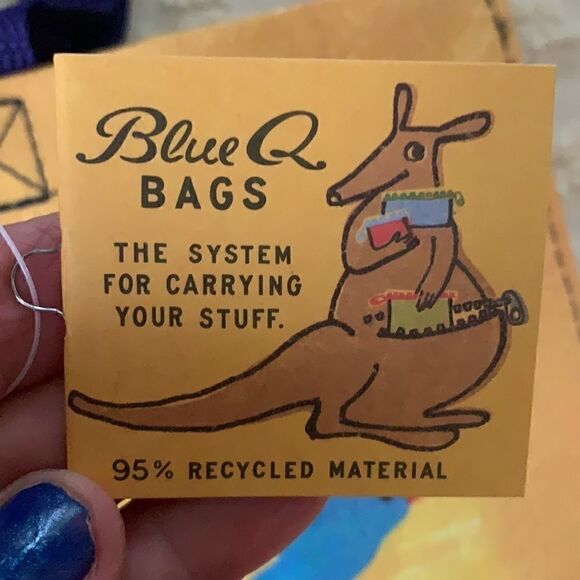 Blue Q
BAGS
THE SYSTEM
FOR CARRYING
YOUR STUFF.
95% RECYCLED MATERIAL